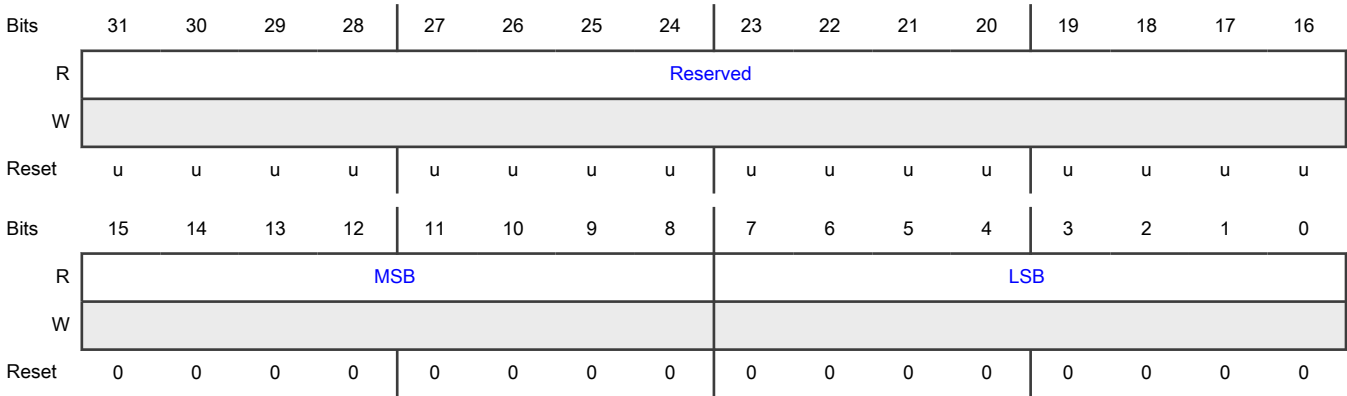 Bits 31 30 29 28 27 26 25 24 23 22 21 20 19 18 17 16
R Reserved
W
Reset u u u u u u u u u u u u u u u u
Bits 15 14 13 12 11 10 9 8 7 6 5 4 3 2 1 0
R MSB LSB
W
Reset 0 0 0 0 0 0 0 0 0 0 0 0 0 0 0 0